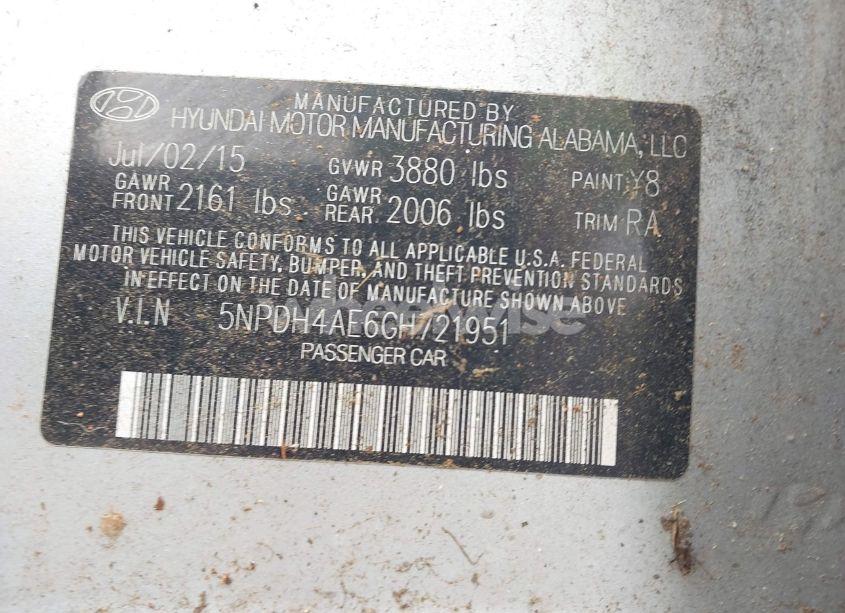 MANUFACTURED BY
HYUNDAI MOTOR MANUFACTURING ALABAMA, LLC
Jul/02/15 GVWR 3880 lbs PAINT: Y8
GAWR FRONT 2161 lbs GAWR REAR. 2006 lbs TRIM RA
THIS VEHICLE CONFORMS TO ALL APPLICABLE U.S.A. FEDERAL
MOTOR VEHICLE SAFETY, BUMPER, AND THEFT PREVENTION STANDARDS
IN EFFECT ON THE DATE OF MANUFACTURE SHOWN ABOVE
V.I.N 5NPDH4AE6GH721951
PASSENGER CAR